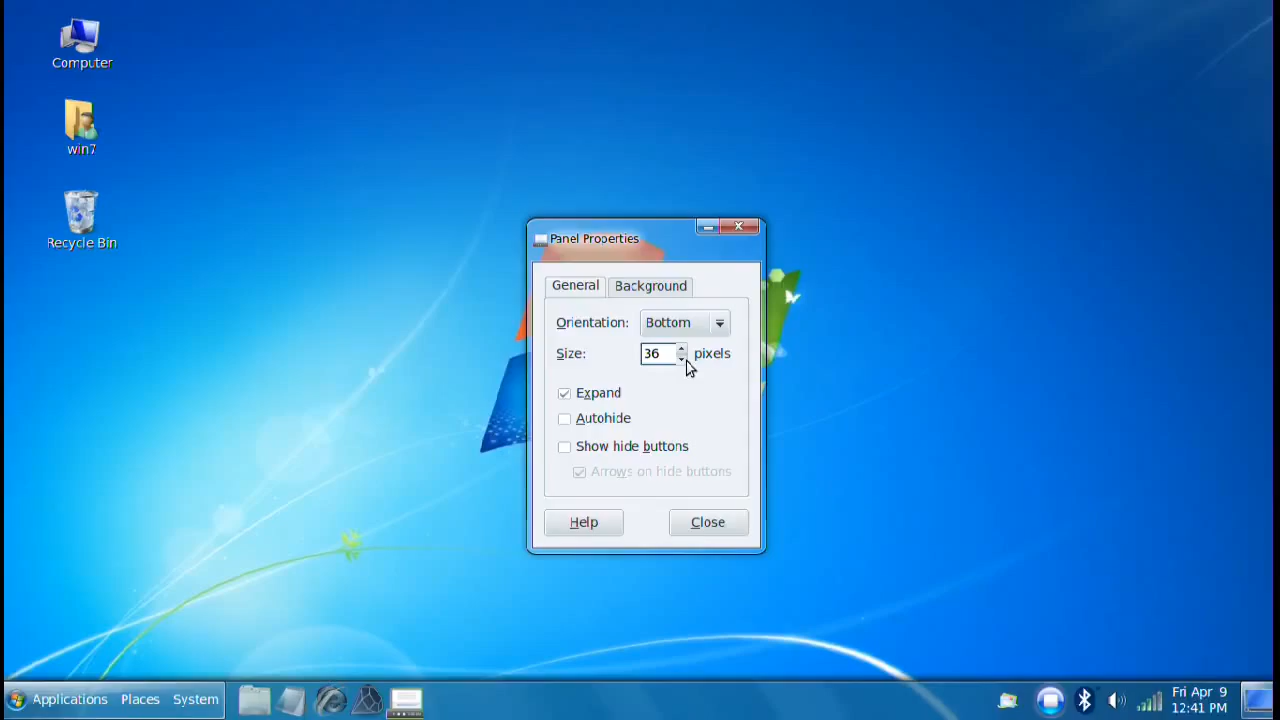 Computer
win7
Recycle Bin
Panel Properties
General Background
Orientation: Bottom
Size: 36 pixels
Expand
Autohide
Show hide buttons
Arrows on hide buttons
Help Close
Applications Places System
Fri Apr 9
12:41 PM